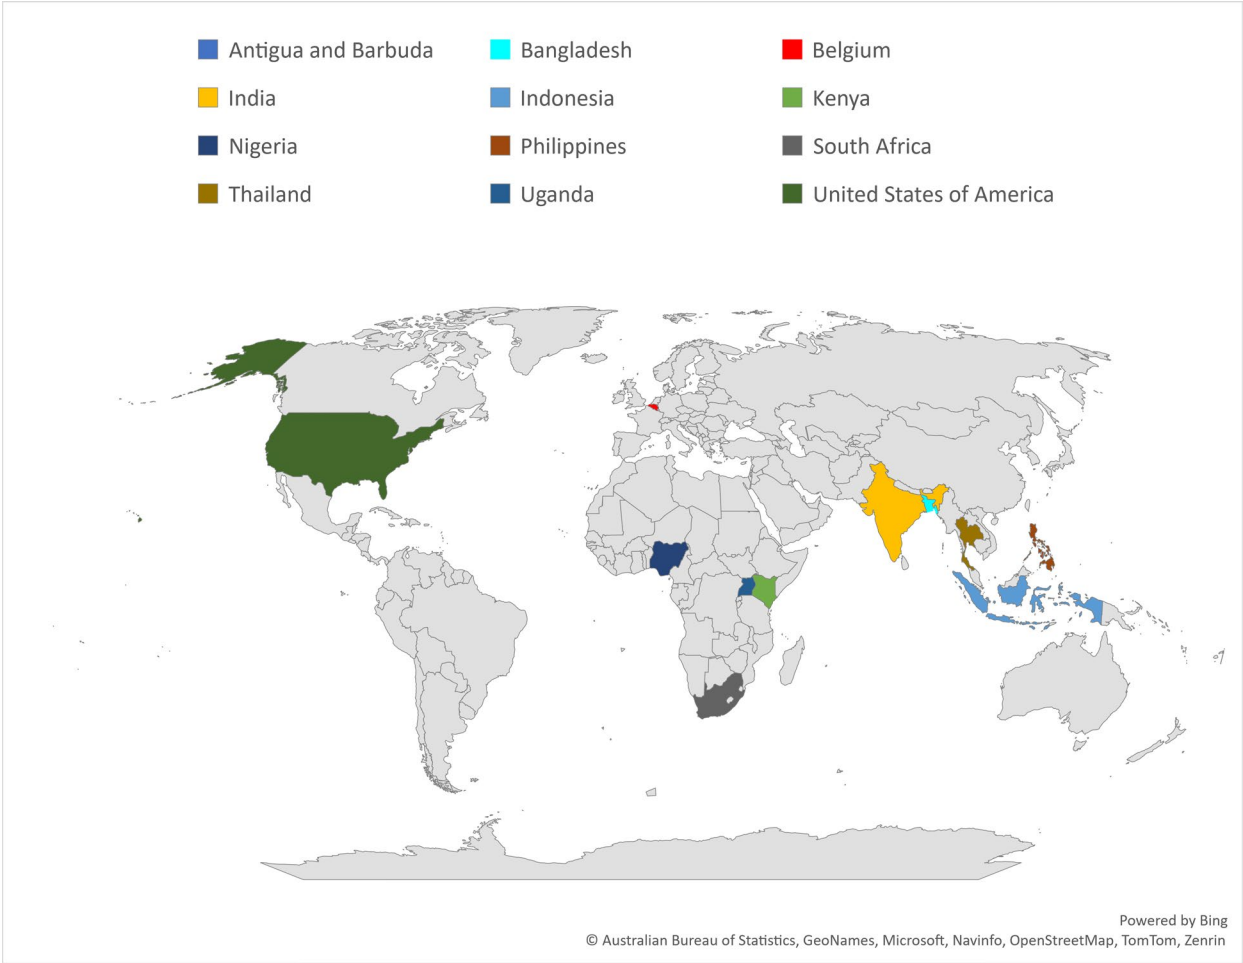 Antigua and Barbuda
Bangladesh
Belgium
India
Indonesia
Kenya
Nigeria
Philippines
South Africa
Thailand
Uganda
United States of America
Powered by Bing
© Australian Bureau of Statistics, GeoNames, Microsoft, Navinfo, OpenStreetMap, TomTom, Zenrin